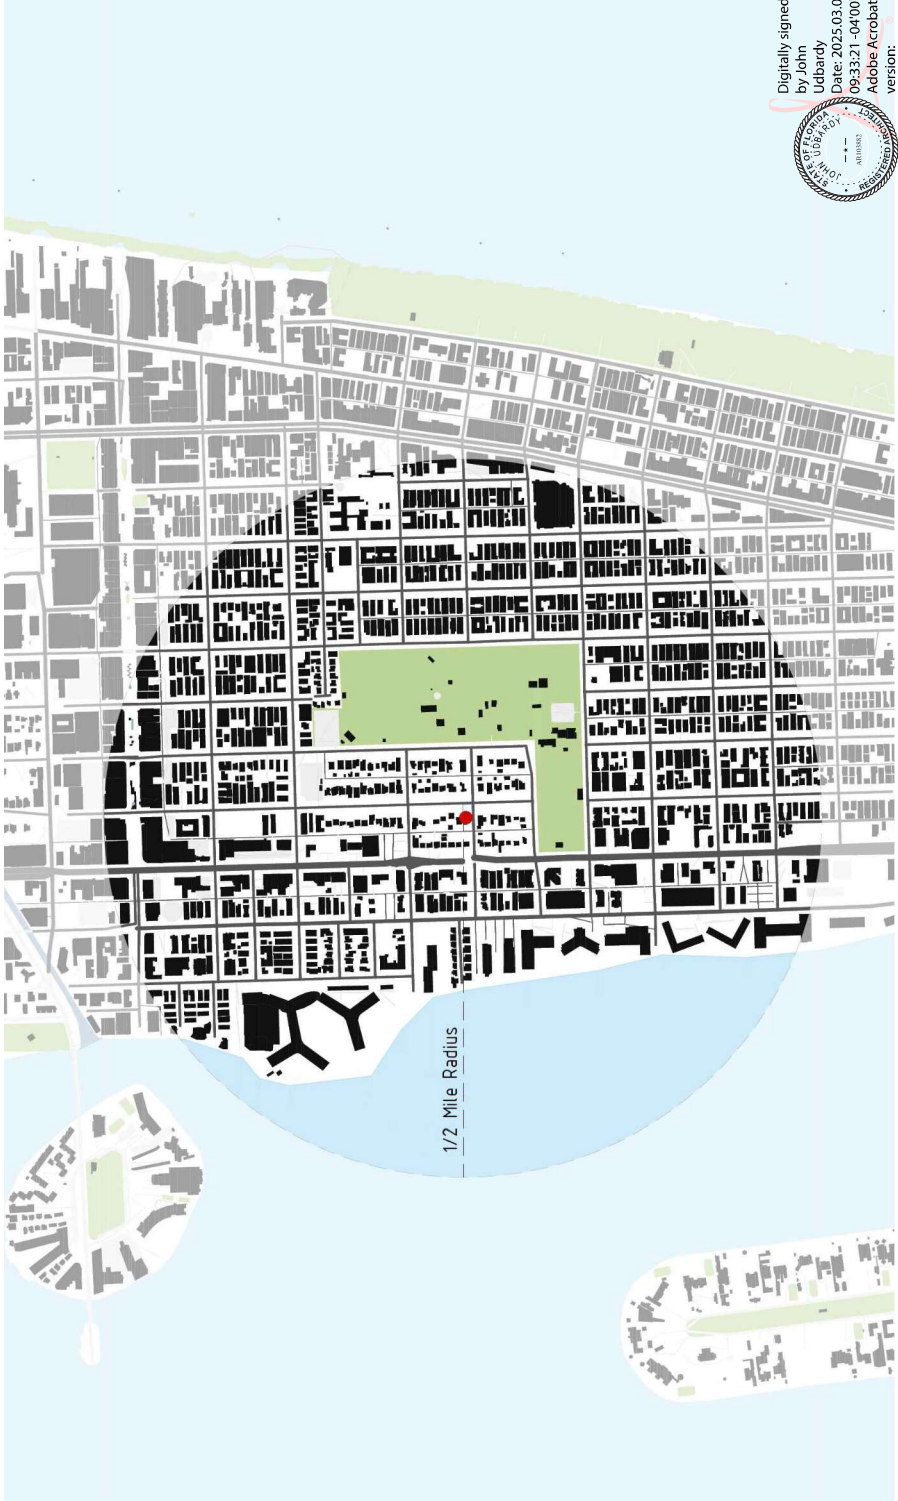 Digitally signed
by John
Udbardy
Date: 2025.03.0
09:33:21 -04'00
Adobe Acrobat
version:
STATE OF FLORIDA
JOHN UDBARDY
AR103882
REGISTERED ARCHITECT
1/2 Mile Radius